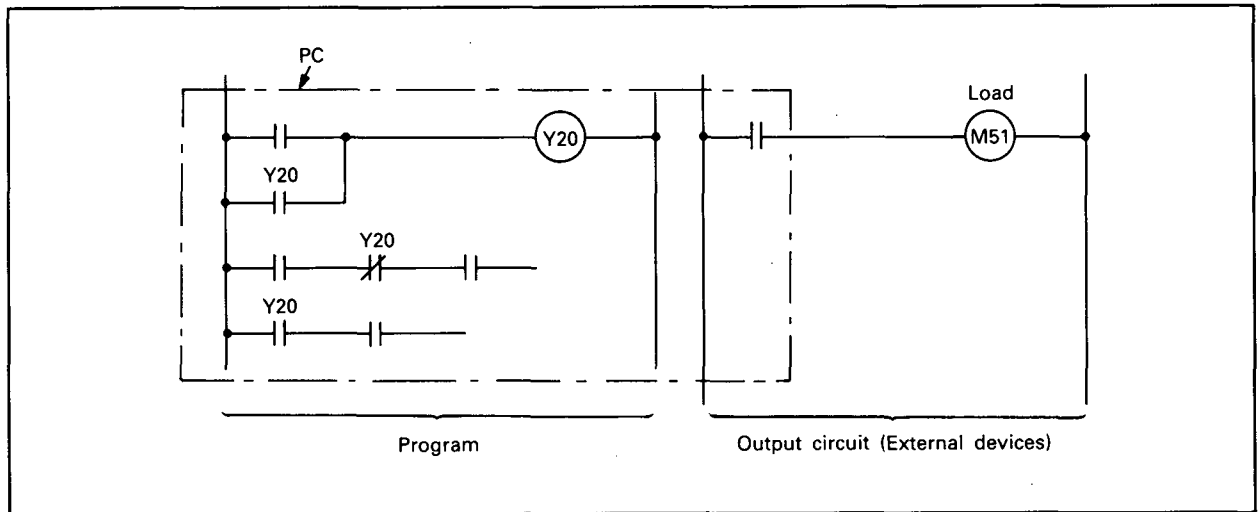 PC
Load
Y20
M51
Y20
Y20
Y20
Program
Output circuit (External devices)